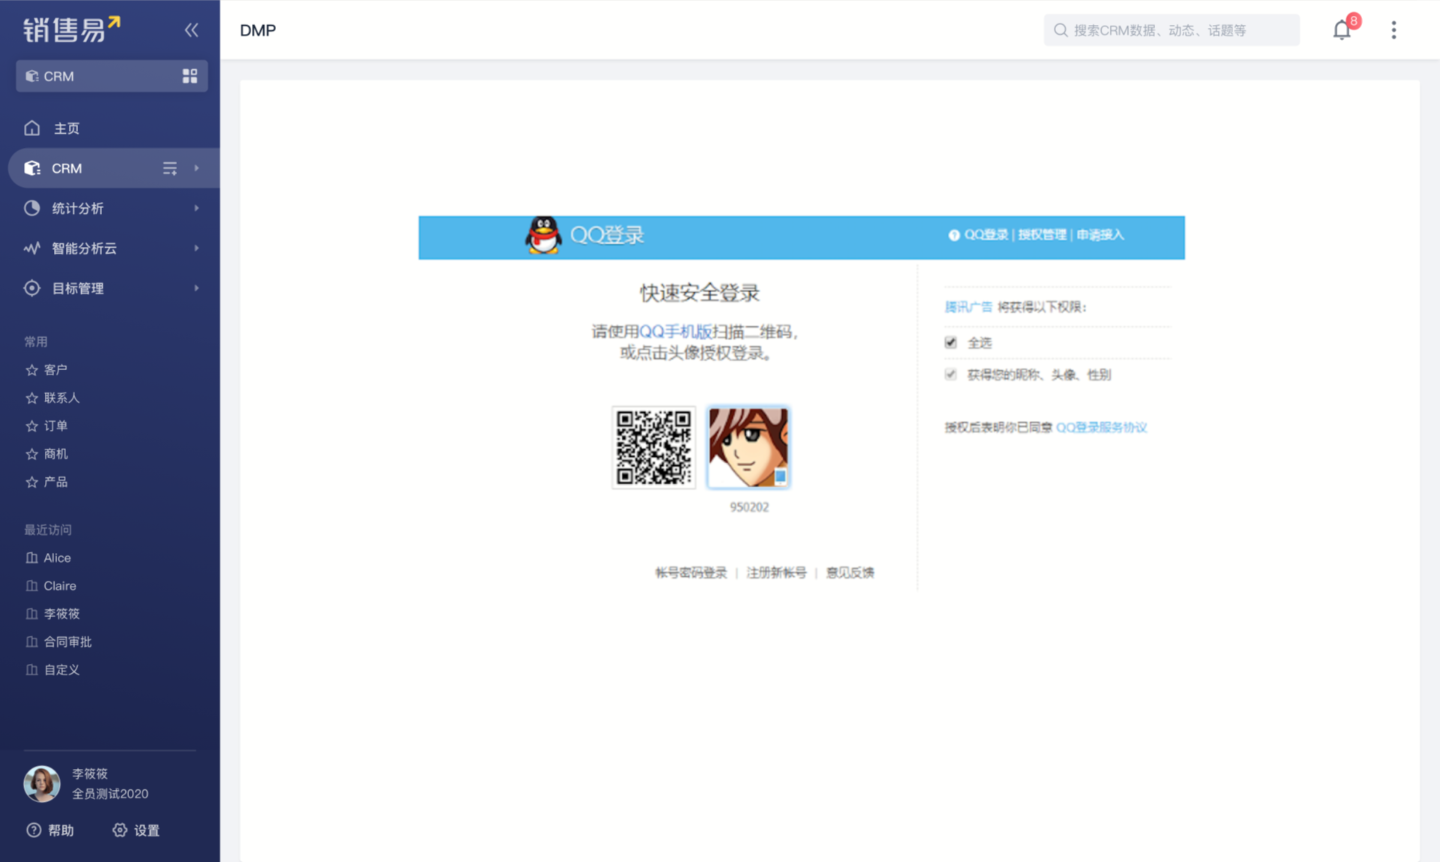 销售易
CRM
主页
CRM
统计分析
智能分析云
目标管理
常用
客户
联系人
订单
商机
产品
最近访问
Alice
Claire
李筱筱
合同审批
自定义
李筱筱
全员测试2020
帮助
设置
DMP
搜索CRM数据、动态、话题等
8
QQ登录
QQ登录 | 授权管理 | 申请接入
快速安全登录
请使用QQ手机版扫描二维码，
或点击头像授权登录。
950202
帐号密码登录 | 注册新帐号 | 意见反馈
腾讯广告 将获得以下权限：
全选
获得您的昵称、头像、性别
授权后表明你已同意 QQ登录服务协议